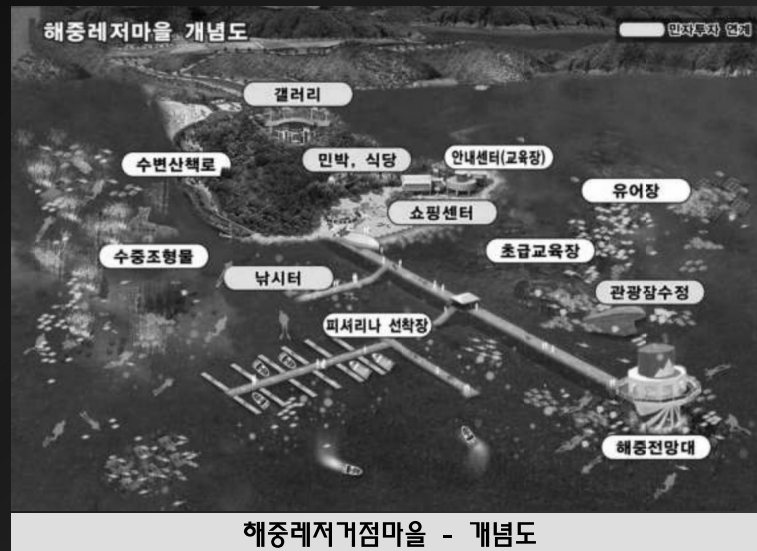 해중레저마을 개념도
민자투자 연계
갤러리
수변산책로
민박, 식당
안내센터(교육장)
유어장
쇼핑센터
수중조형물
초급교육장
낚시터
관광잠수정
피셔리나 선착장
해중전망대
해중레저거점마을 - 개념도